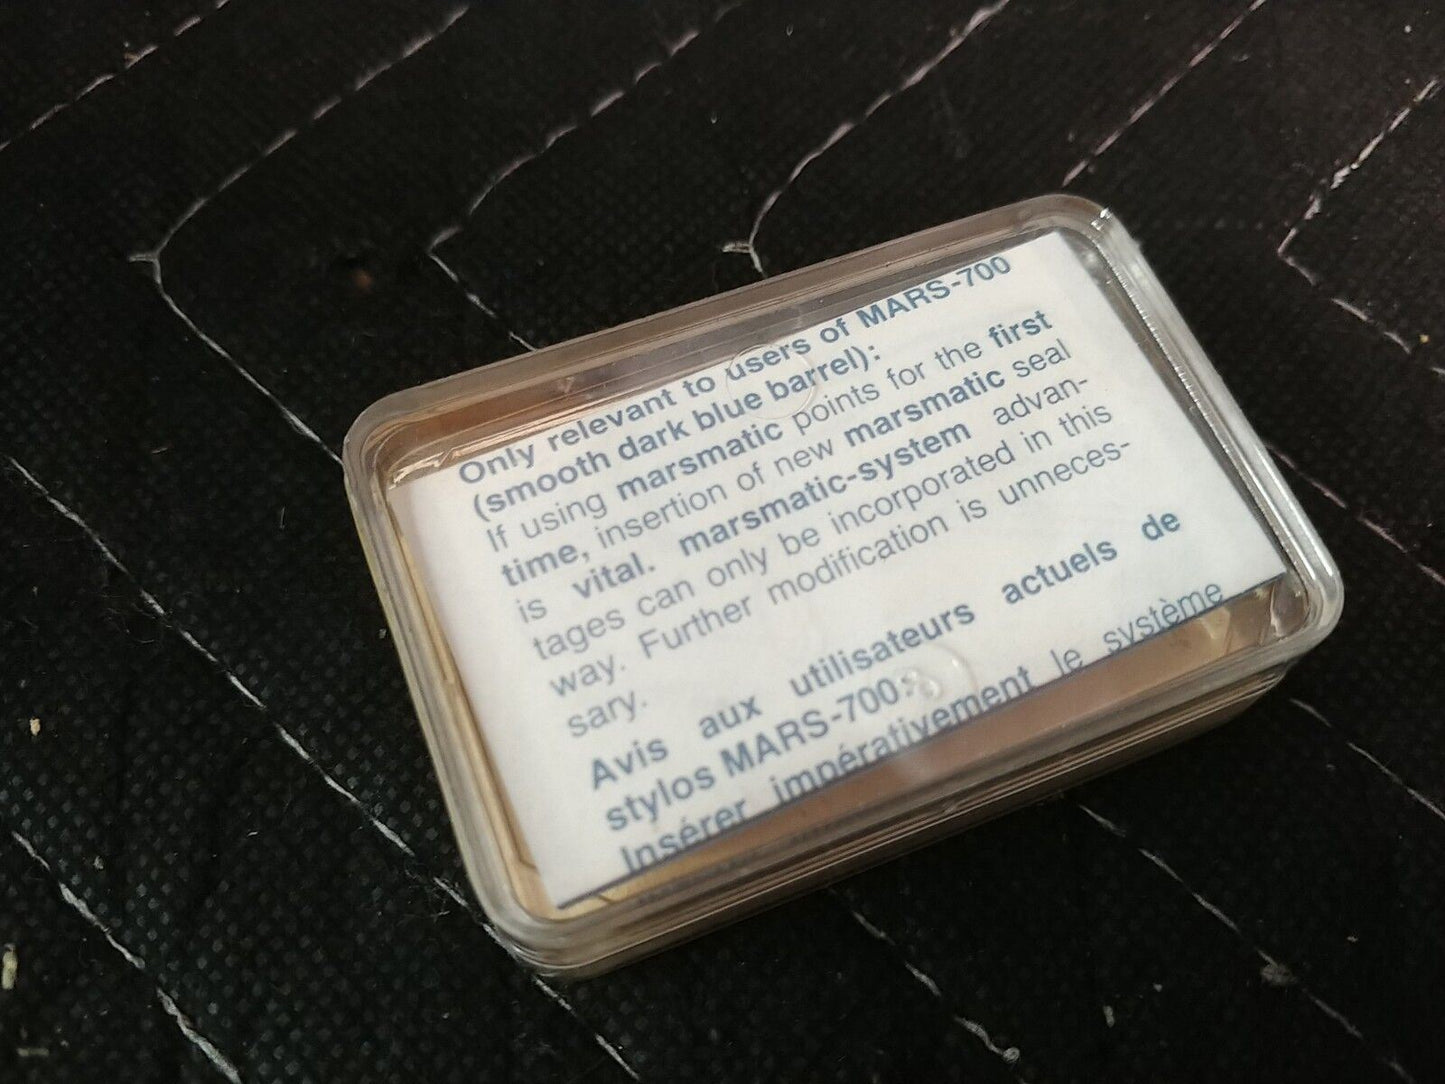 Only relevant to users of MARS-700
(smooth dark blue barrel):
If using marsmatic points for the first
time, insertion of new marsmatic seal
is vital. marsmatic-system advan-
tages can only be incorporated in this
way. Further modification is unneces-
sary.
Avis aux utilisateurs actuels de
stylos MARS-700:
Insérer impérativement le système